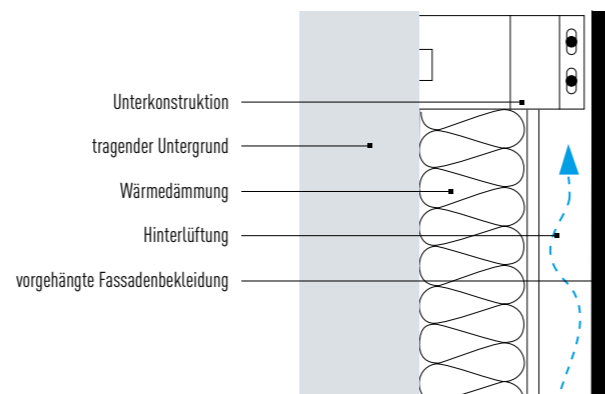 Unterkonstruktion
tragender Untergrund
Wärmedämmung
Hinterlüftung
vorgehängte Fassadenbekleidung